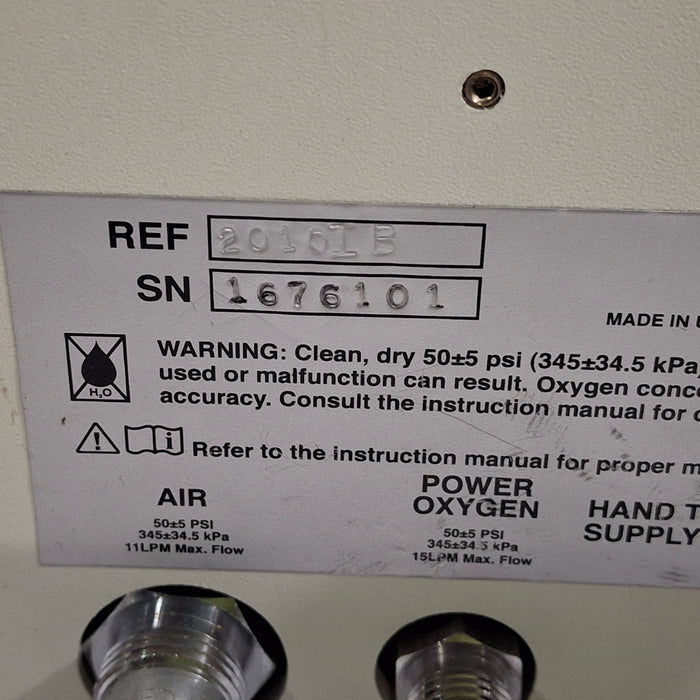 REF 20101B
SN 1676101
MADE IN
WARNING: Clean, dry 50±5 psi (345±34.5 kPa
used or malfunction can result. Oxygen
accuracy. Consult the instruction manual for
H₂O
Refer to the instruction manual for proper
AIR
50±5 PSI
345±34.5 kPa
11LPM Max. Flow
POWER
OXYGEN
50±5 PSI
345±34.5 kPa
15LPM Max. Flow
HAND
SUPPLY